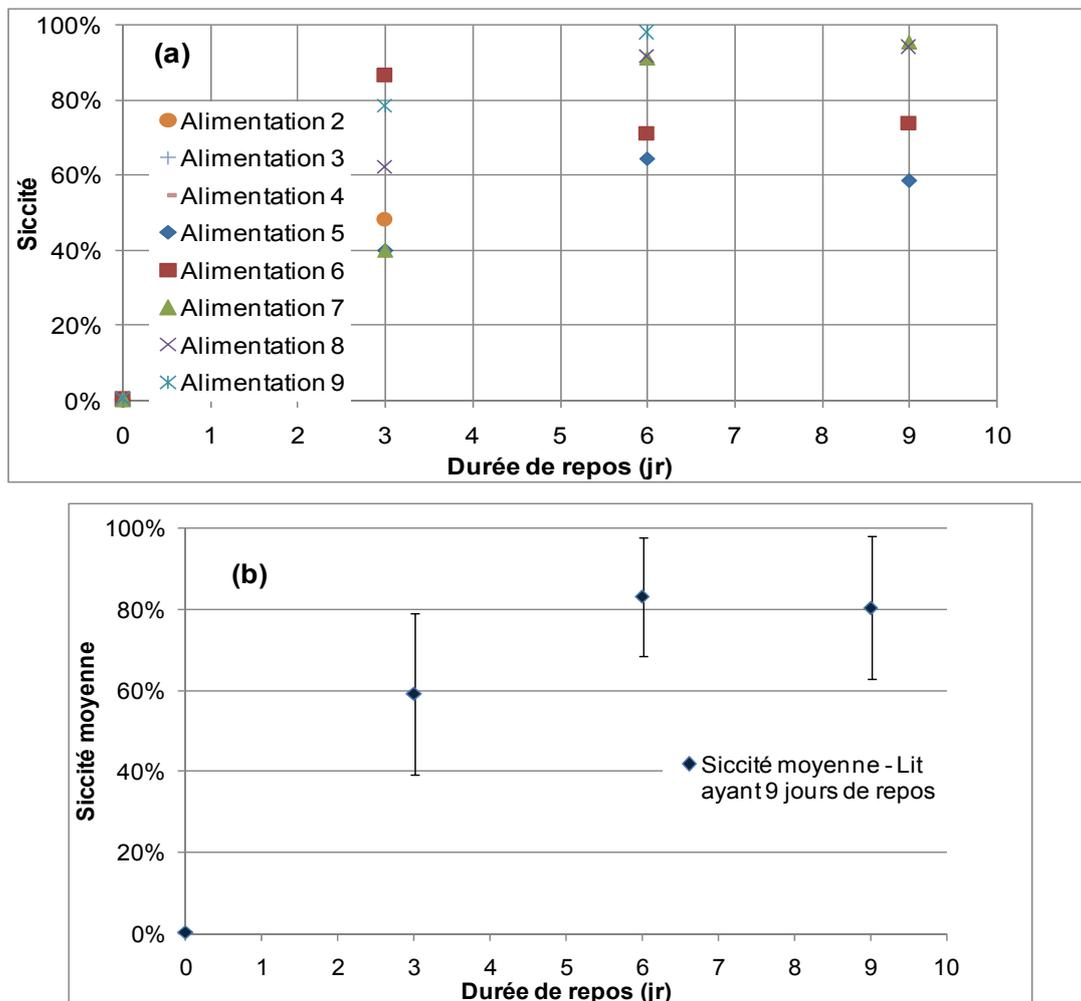 100%
(a)
80%
60%
40%
20%
0%
Siccité
Alimentation 2
Alimentation 3
Alimentation 4
Alimentation 5
Alimentation 6
Alimentation 7
Alimentation 8
Alimentation 9
0 1 2 3 4 5 6 7 8 9 10
Durée de repos (jr)
100%
(b)
80%
60%
40%
20%
0%
Siccité moyenne
Siccité moyenne - Lit
ayant 9 jours de repos
0 1 2 3 4 5 6 7 8 9 10
Durée de repos (jr)